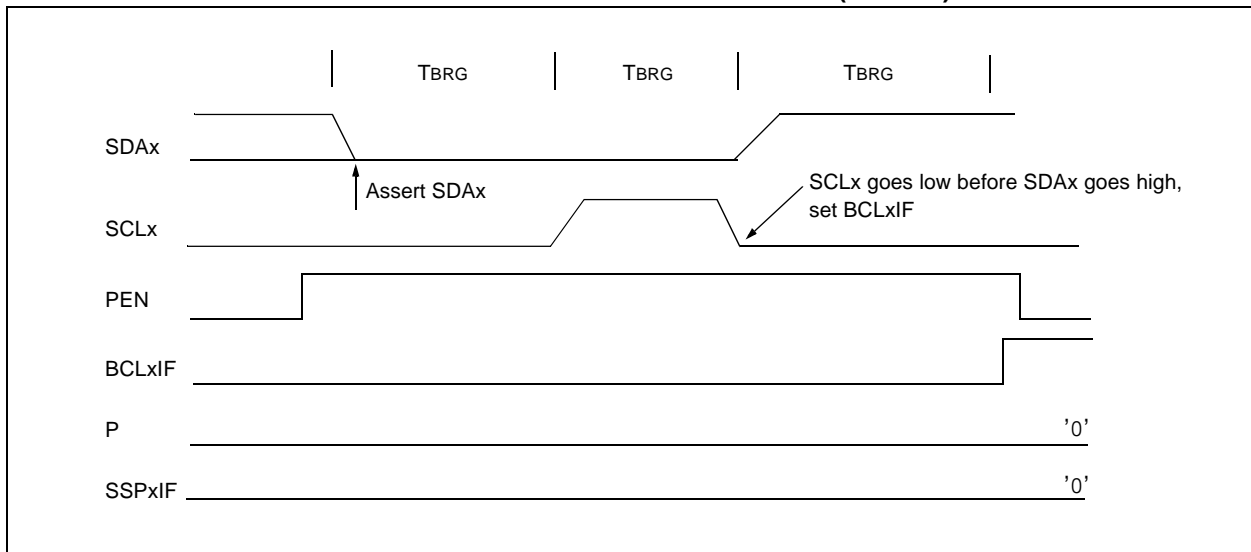 TBRG TBRG TBRG
SDAx
Assert SDAx
SCLx goes low before SDAx goes high,
set BCLxIF
SCLx
PEN
BCLxIF
P '0'
SSPxIF '0'